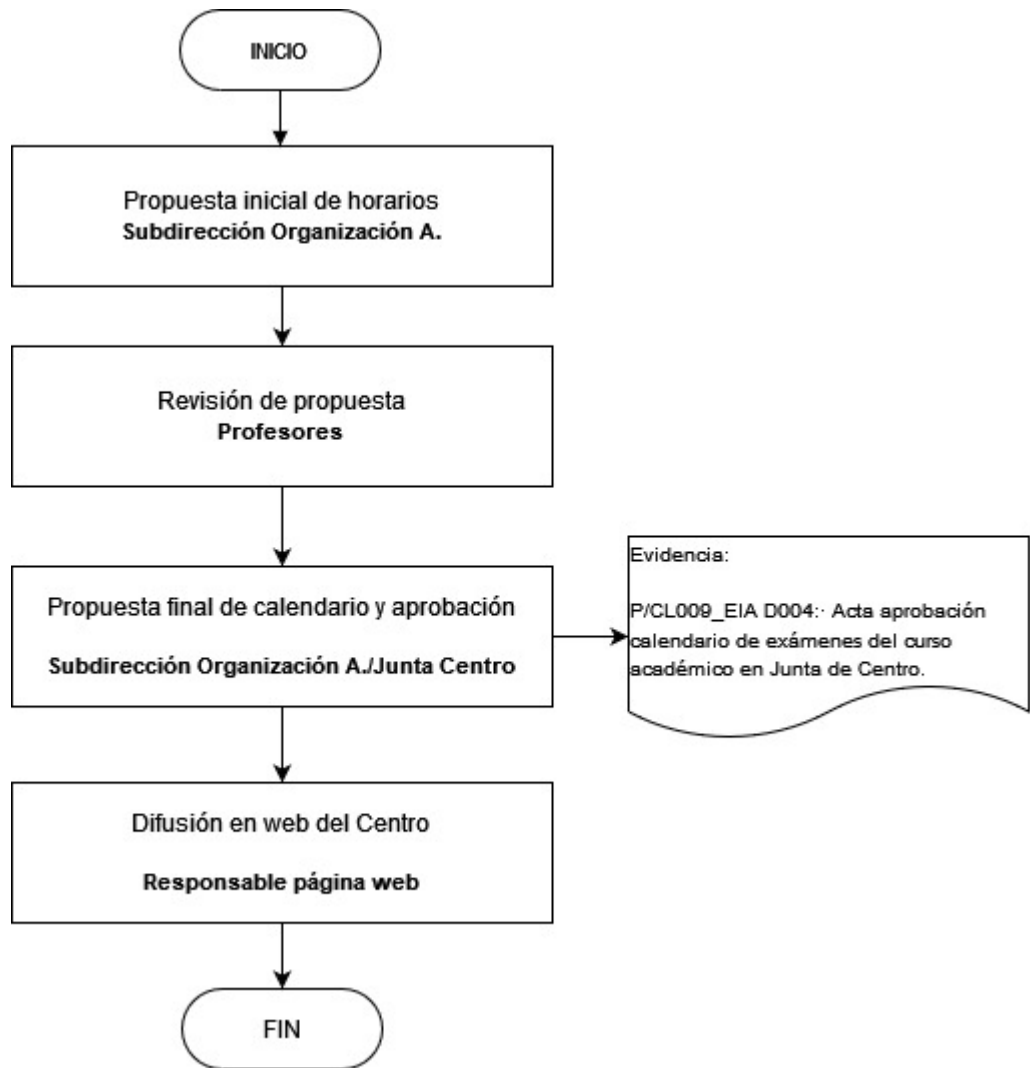 INICIO
Propuesta inicial de horarios
Subdirección Organización A.
Revisión de propuesta
Profesores
Propuesta final de calendario y aprobación
Subdirección Organización A./Junta Centro
Evidencia:
P/CL009_EIA D004:· Acta aprobación
calendario de exámenes del curso
académico en Junta de Centro.
Difusión en web del Centro
Responsable página web
FIN